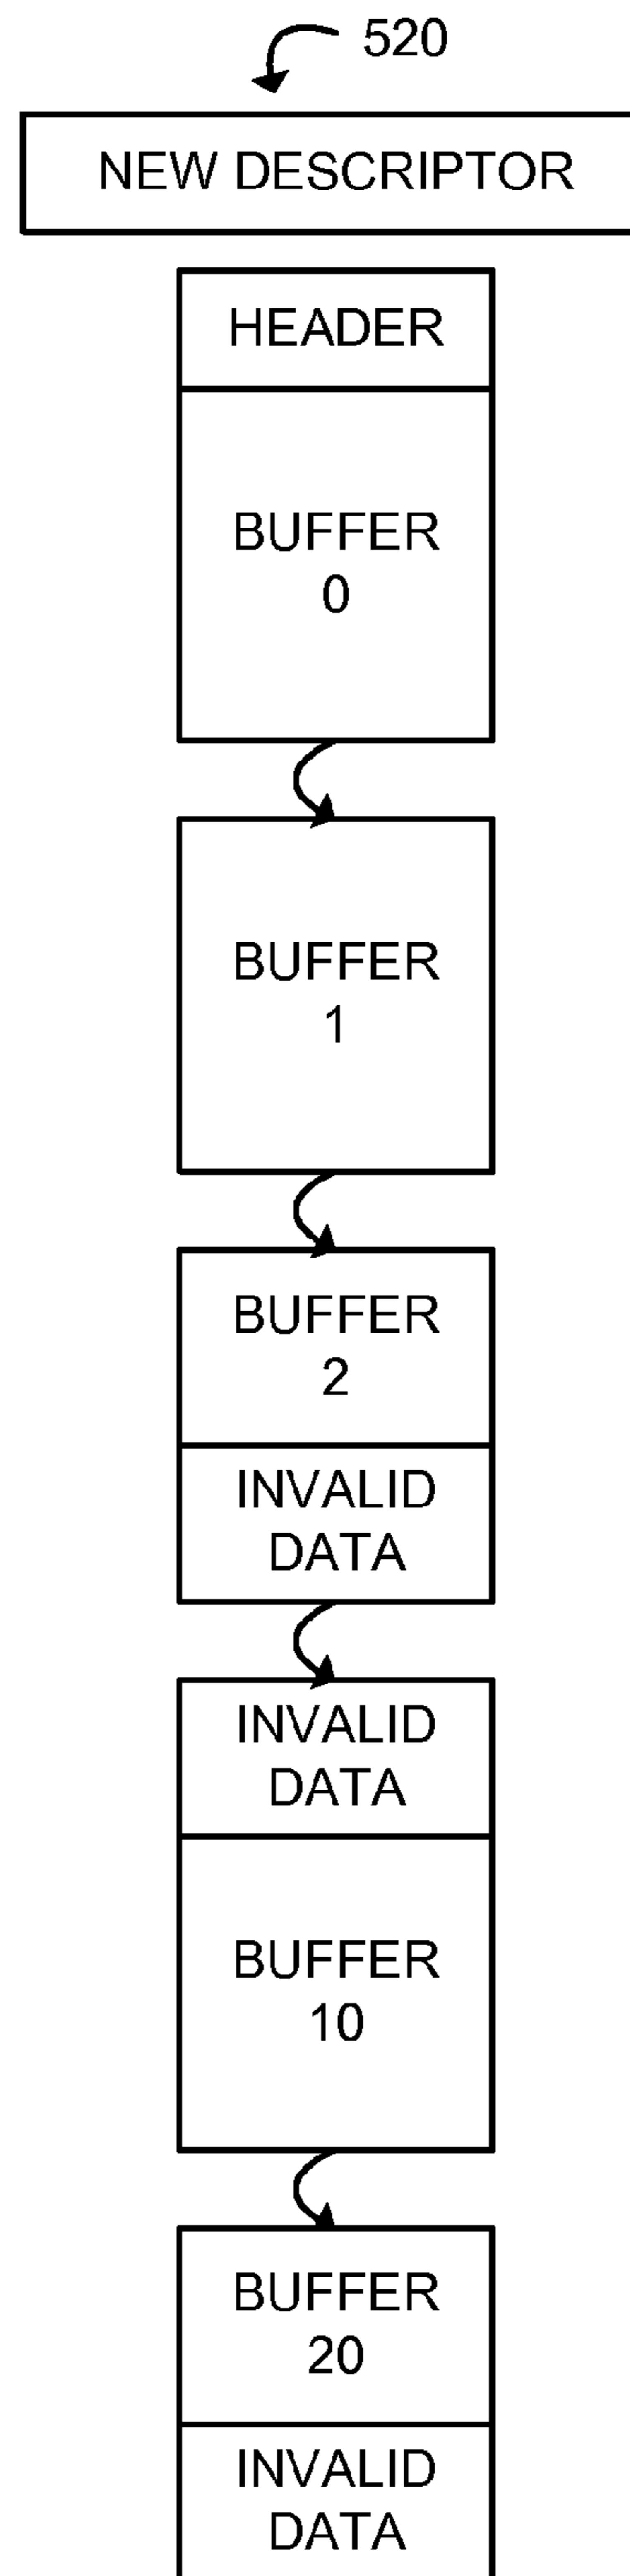 520
NEW DESCRIPTOR
HEADER
BUFFER
0
BUFFER
1
BUFFER
2
INVALID
DATA
INVALID
DATA
BUFFER
10
BUFFER
20
INVALID
DATA